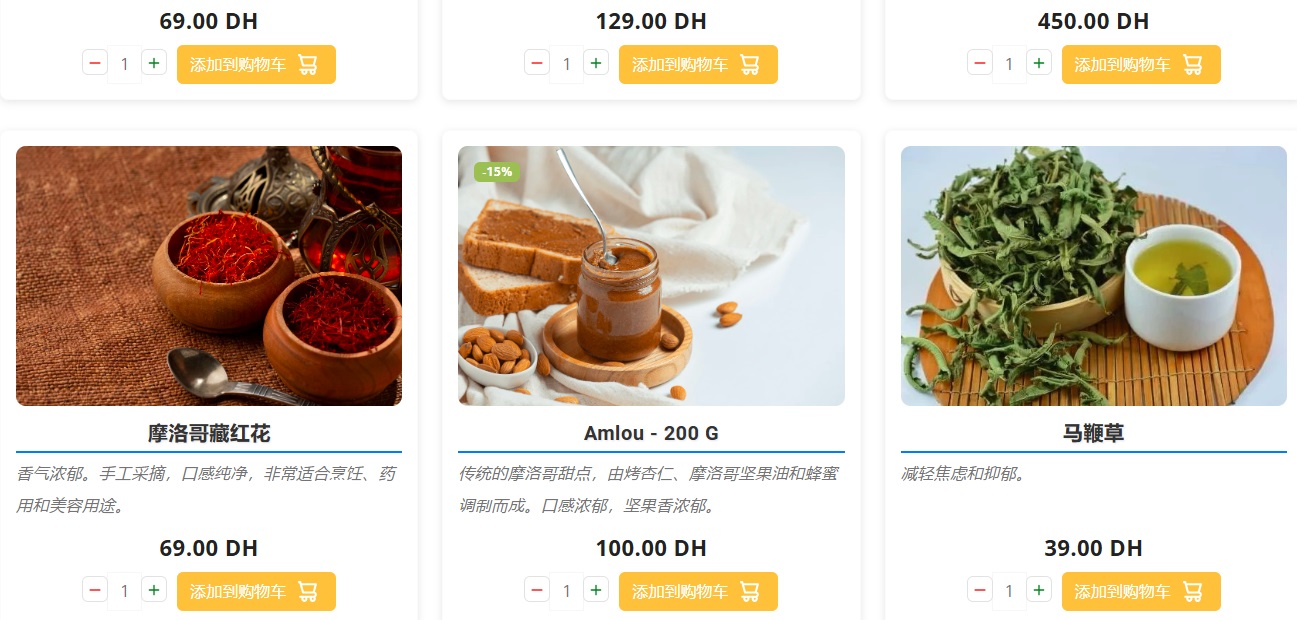 69.00 DH
129.00 DH
450.00 DH
1
添加到购物车
1
添加到购物车
1
添加到购物车
-15%
摩洛哥藏红花
香气浓郁。手工采摘，口感纯净，非常适合烹饪、药
用和美容用途。
69.00 DH
1
添加到购物车
Amlou - 200 G
传统的摩洛哥甜点，由烤杏仁、摩洛哥坚果油和蜂蜜
调制而成。口感浓郁，坚果香浓郁。
100.00 DH
1
添加到购物车
马鞭草
减轻焦虑和抑郁。
39.00 DH
1
添加到购物车